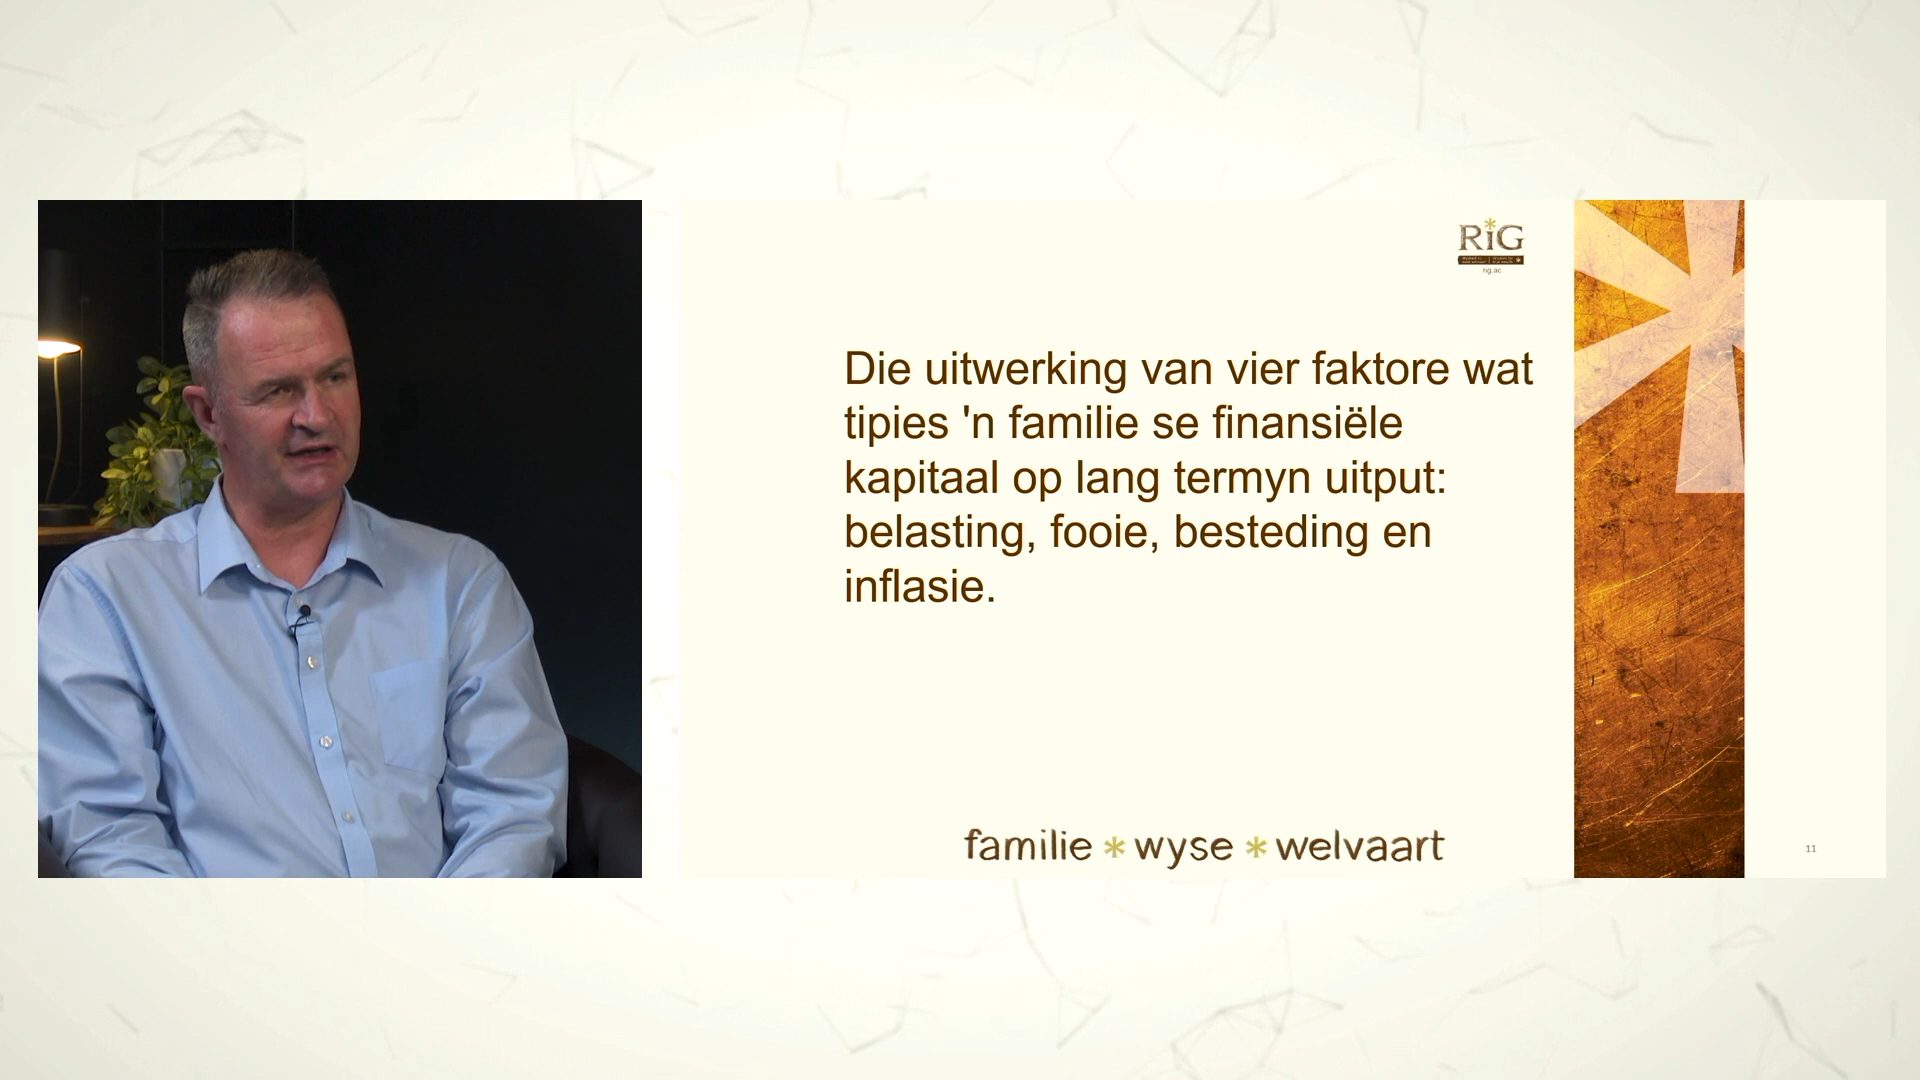 RiG
rig.ac
Die uitwerking van vier faktore wat
tipies 'n familie se finansiële
kapitaal op lang termyn uitput:
belasting, fooie, besteding en
inflasie.
familie * wyse * welvaart
11